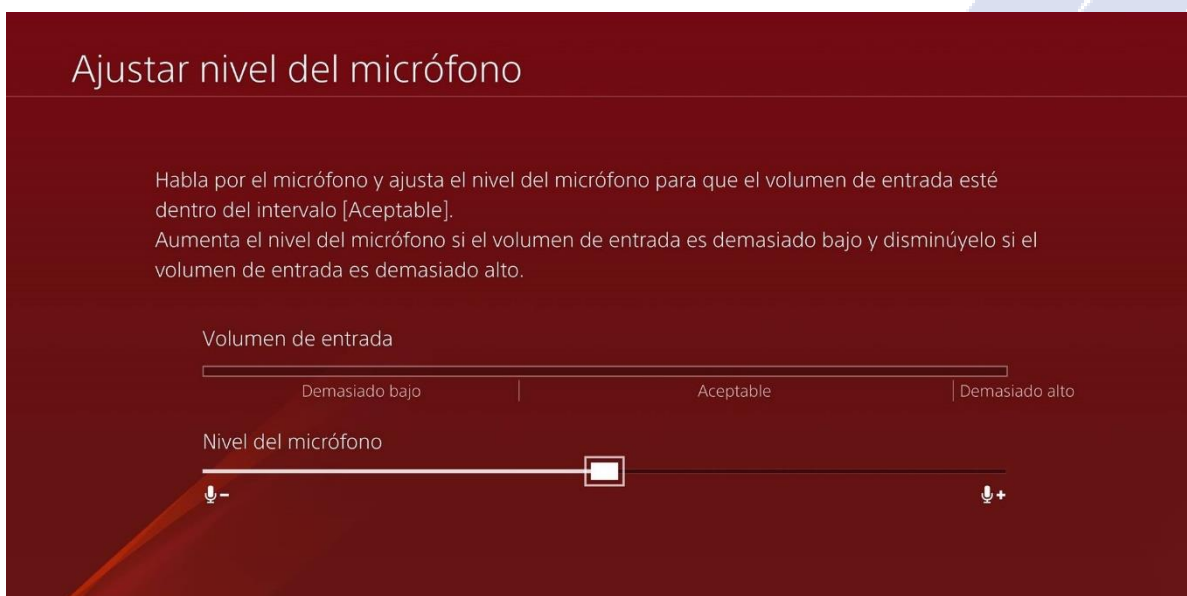 Ajustar nivel del micrófono
Habla por el micrófono y ajusta el nivel del micrófono para que el volumen de entrada esté
dentro del intervalo [Aceptable].
Aumenta el nivel del micrófono si el volumen de entrada es demasiado bajo y disminúyelo si el
volumen de entrada es demasiado alto.
Volumen de entrada
Demasiado bajo | Aceptable | Demasiado alto
Nivel del micrófono
- +